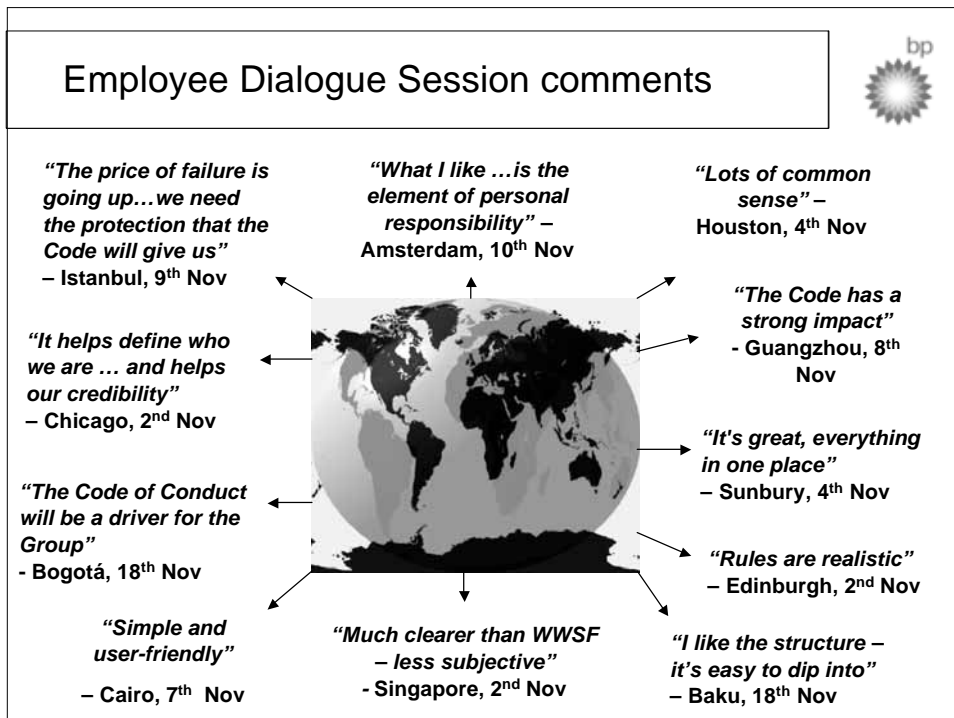 bp
Employee Dialogue Session comments
“The price of failure is
going up…we need
the protection that the
Code will give us”
– Istanbul, 9th Nov
“What I like …is the
element of personal
responsibility” –
Amsterdam, 10th Nov
“Lots of common
sense” –
Houston, 4th Nov
“The Code has a
strong impact”
- Guangzhou, 8th
Nov
“It helps define who
we are … and helps
our credibility”
– Chicago, 2nd Nov
“It's great, everything
in one place”
– Sunbury, 4th Nov
“The Code of Conduct
will be a driver for the
Group”
- Bogotá, 18th Nov
“Rules are realistic”
– Edinburgh, 2nd Nov
“Simple and
user-friendly”
– Cairo, 7th Nov
“Much clearer than WWSF
– less subjective”
- Singapore, 2nd Nov
“I like the structure –
it’s easy to dip into”
– Baku, 18th Nov